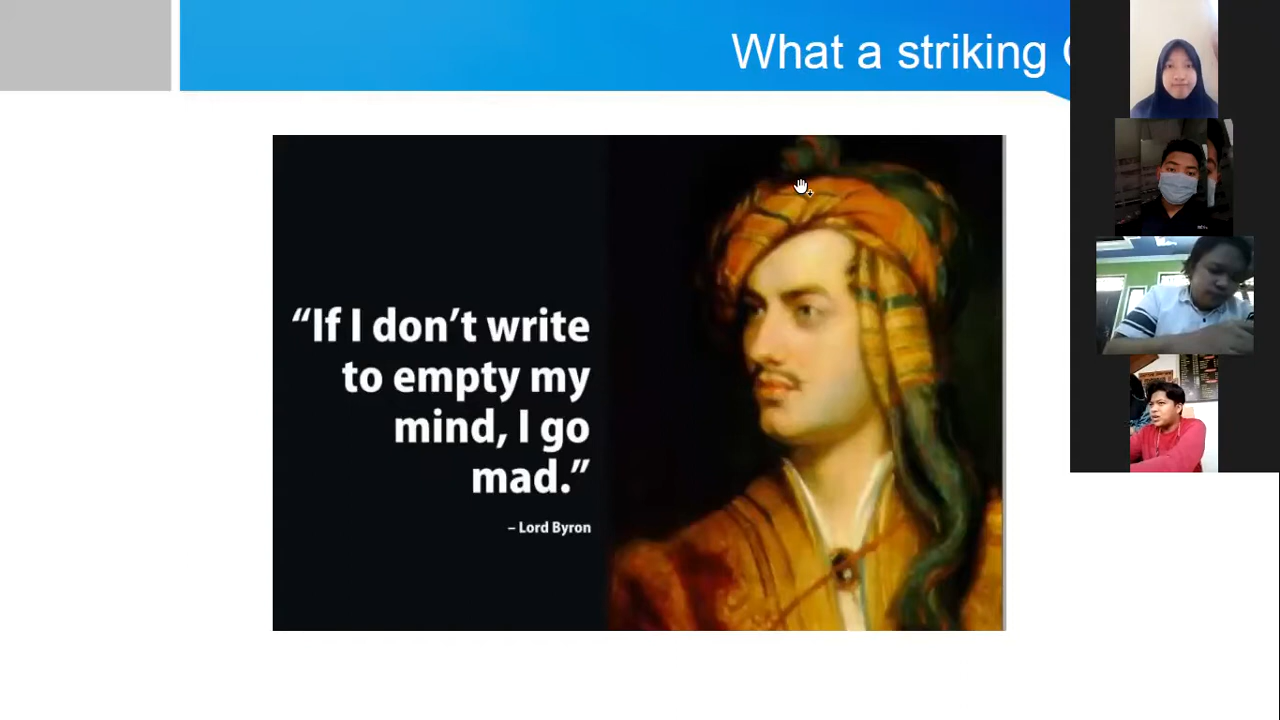 What a striking
“If I don’t write
to empty my
mind, I go
mad.”
– Lord Byron